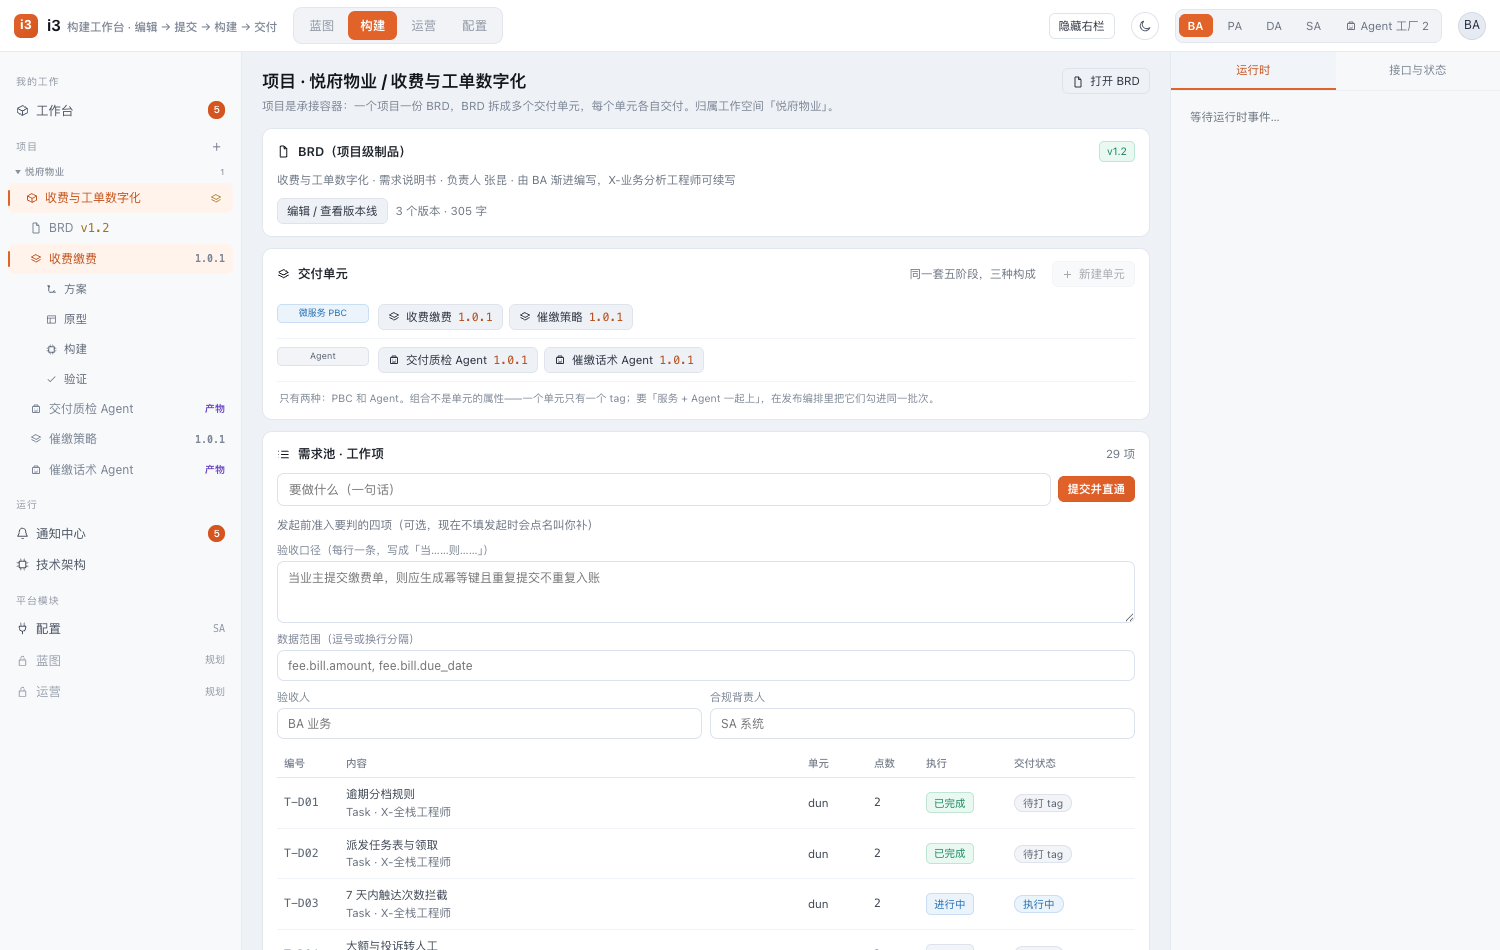 i3 i3 构建工作台 · 编辑 → 提交 → 构建 → 交付
蓝图 构建 运营 配置
隐藏右栏
BA PA DA SA Agent 工厂 2
BA
我的工作
工作台 5
项目 +
悦府物业 1
收费与工单数字化
BRD v1.2
收费缴费 1.0.1
方案
原型
构建
验证
交付质检 Agent 产物
催缴策略 1.0.1
催缴话术 Agent 产物
运行
通知中心 5
技术架构
平台模块
配置 SA
蓝图 规划
运营 规划
项目 · 悦府物业 / 收费与工单数字化
打开 BRD
项目是承接容器：一个项目一份 BRD，BRD 拆成多个交付单元，每个单元各自交付。归属工作空间「悦府物业」。
BRD（项目级制品） v1.2
收费与工单数字化 · 需求说明书 · 负责人 张昆 · 由 BA 渐进编写，X-业务分析工程师可续写
编辑 / 查看版本线 3 个版本 · 305 字
交付单元 同一套五阶段，三种构成 + 新建单元
微服务 PBC 收费缴费 1.0.1 催缴策略 1.0.1
Agent 交付质检 Agent 1.0.1 催缴话术 Agent 1.0.1
只有两种：PBC 和 Agent。组合不是单元的属性——一个单元只有一个 tag；要「服务 + Agent 一起上」，在发布编排里把它们勾进同一批次。
需求池 · 工作项 29 项
要做什么（一句话） 提交并直通
发起前准入要判的四项（可选，现在不填发起时会点名叫你补）
验收口径（每行一条，写成「当……则……」）
当业主提交缴费单，则应生成幂等键且重复提交不重复入账
数据范围（逗号或换行分隔）
fee.bill.amount, fee.bill.due_date
验收人 合规背责人
BA 业务 SA 系统
编号 内容 单元 点数 执行 交付状态
T-D01 逾期分档规则 dun 2 已完成 待打 tag
Task · X-全栈工程师
T-D02 派发任务表与领取 dun 2 已完成 待打 tag
Task · X-全栈工程师
T-D03 7 天内触达次数拦截 dun 2 进行中 执行中
Task · X-全栈工程师
大额与投诉转人工
运行时 接口与状态
等待运行时事件...